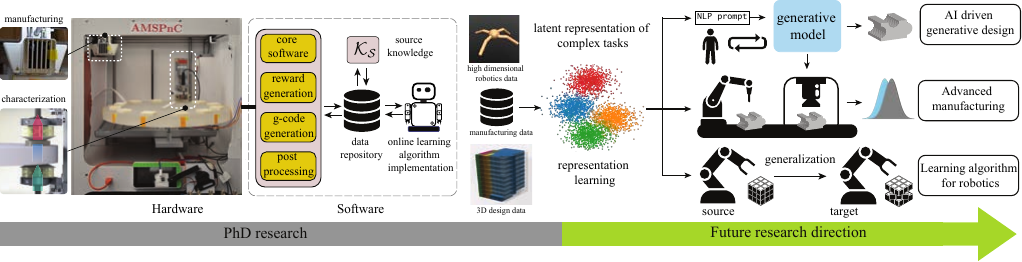 manufacturing
characterization
AMSPnC
Hardware
core
software
reward
generation
g-code
generation
post
processing
K_S
source
knowledge
data
repository
online learning
algorithm
implementation
Software
high dimensional
robotics data
manufacturing data
3D design data
latent representation of
complex tasks
representation
learning
NLP prompt
generative
model
AI driven
generative design
Advanced
manufacturing
generalization
source
target
Learning algorithm
for robotics
PhD research
Future research direction